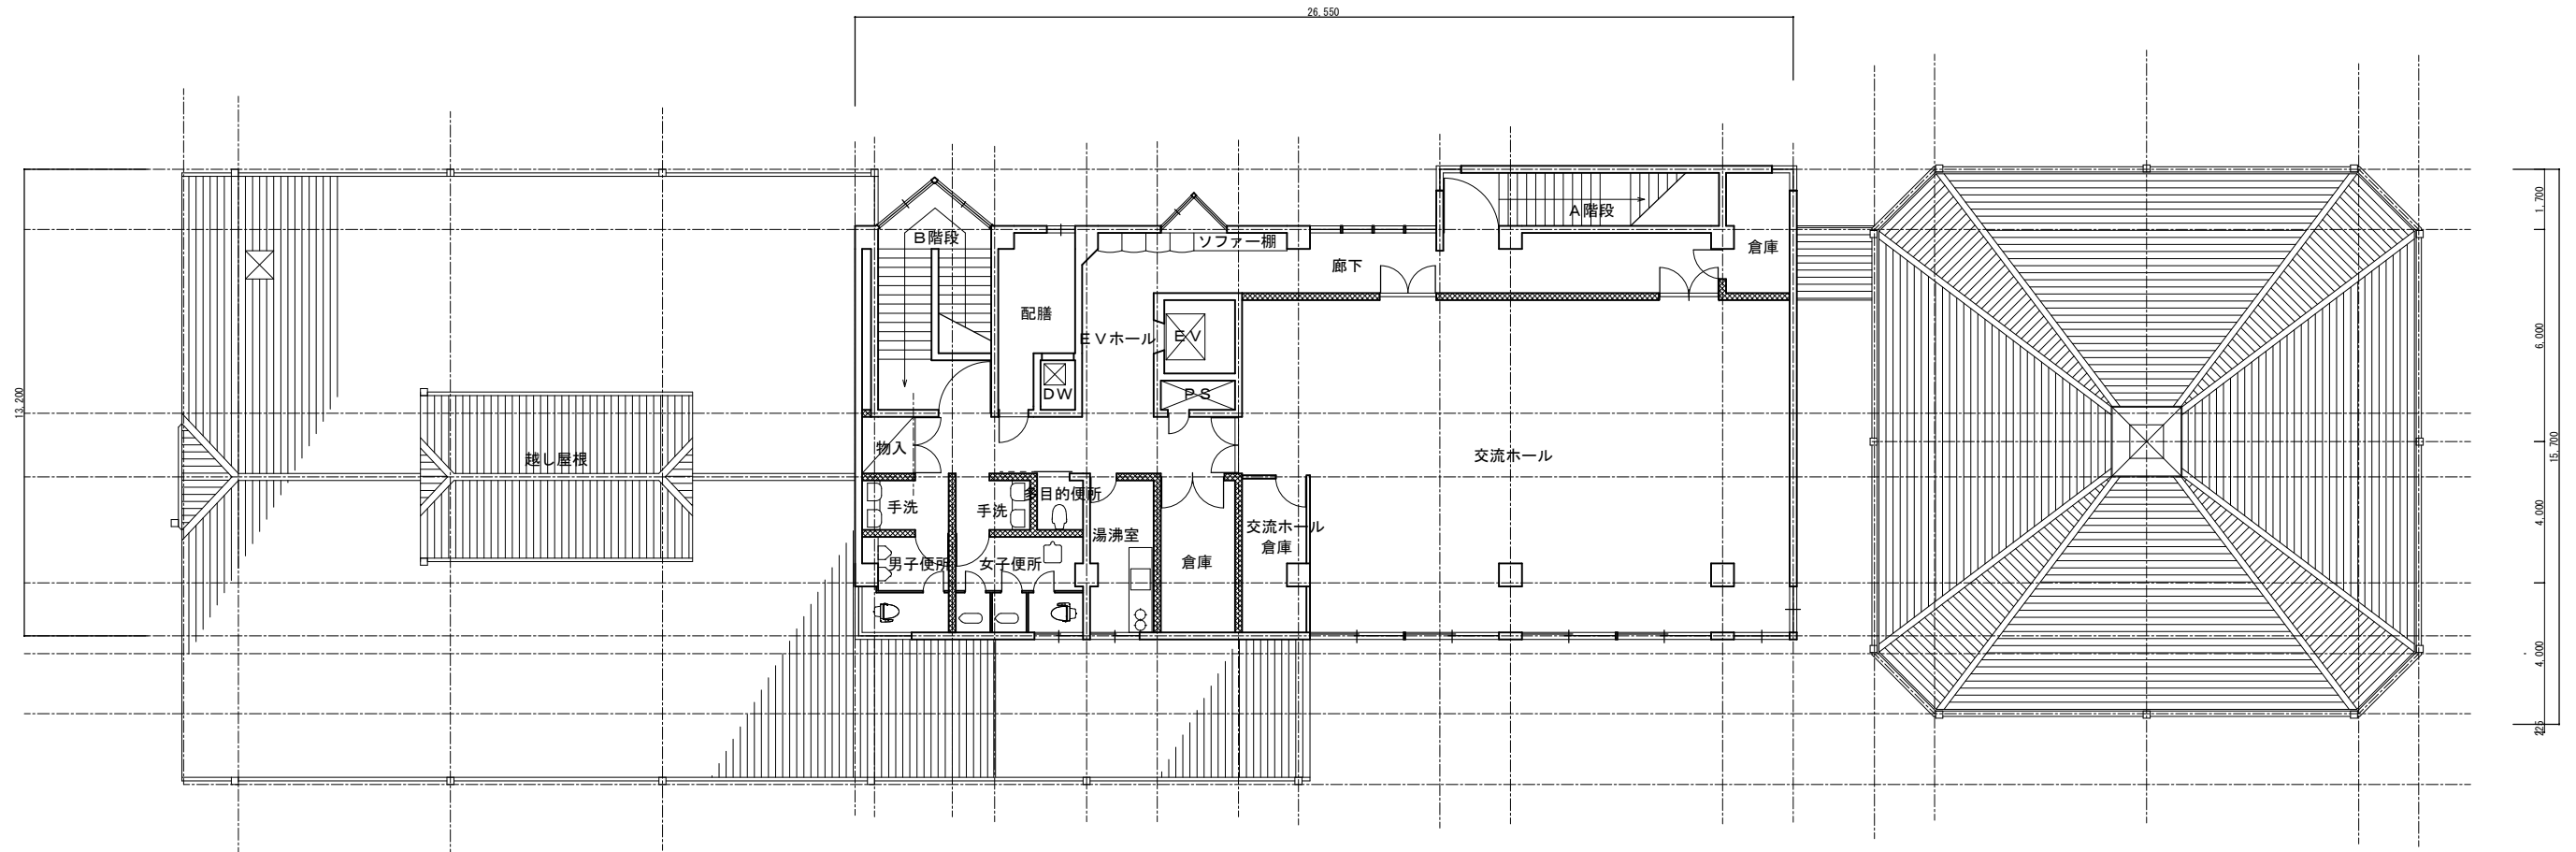 26,550
1,700
B階段
A階段
ソファー棚
倉庫
廊下
配膳
EVホール
EV
6,000
DW
PS
13,200
物入
越し屋根
交流ホール
15,700
手洗
手洗
多目的便所
湯沸室
交流ホール
倉庫
4,000
男子便所
女子便所
倉庫
4,000